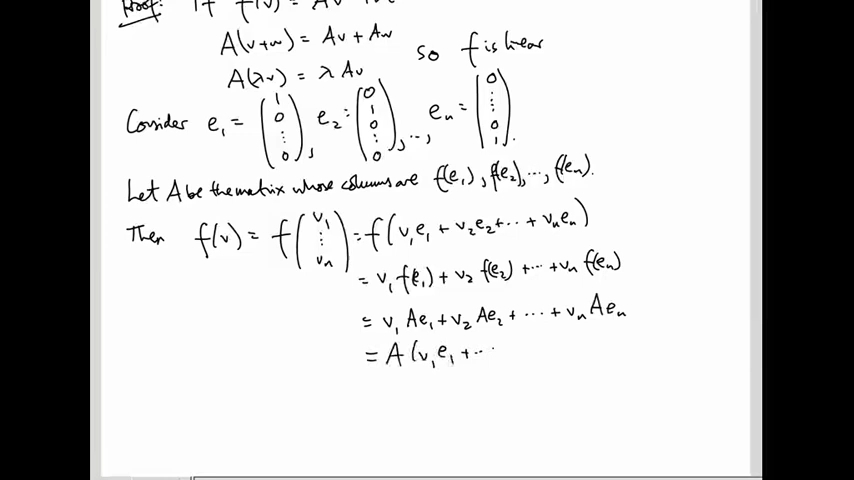 Proof: If f(v) = Av
A(v+w) = Av + Aw
so f is linear
A(λv) = λ Av
Consider e₁ = (1 0 ⋮ 0), e₂ = (0 1 0 ⋮ 0), ..., eₙ = (0 ⋮ 0 1).
Let A be the matrix whose columns are f(e₁), f(e₂), ..., f(eₙ).
Then f(v) = f(v₁ ⋮ vₙ) = f(v₁e₁ + v₂e₂ + ... + vₙeₙ)
= v₁ f(e₁) + v₂ f(e₂) + ... + vₙ f(eₙ)
= v₁ Ae₁ + v₂ Ae₂ + ... + vₙ Aeₙ
= A(v₁e₁ + ...